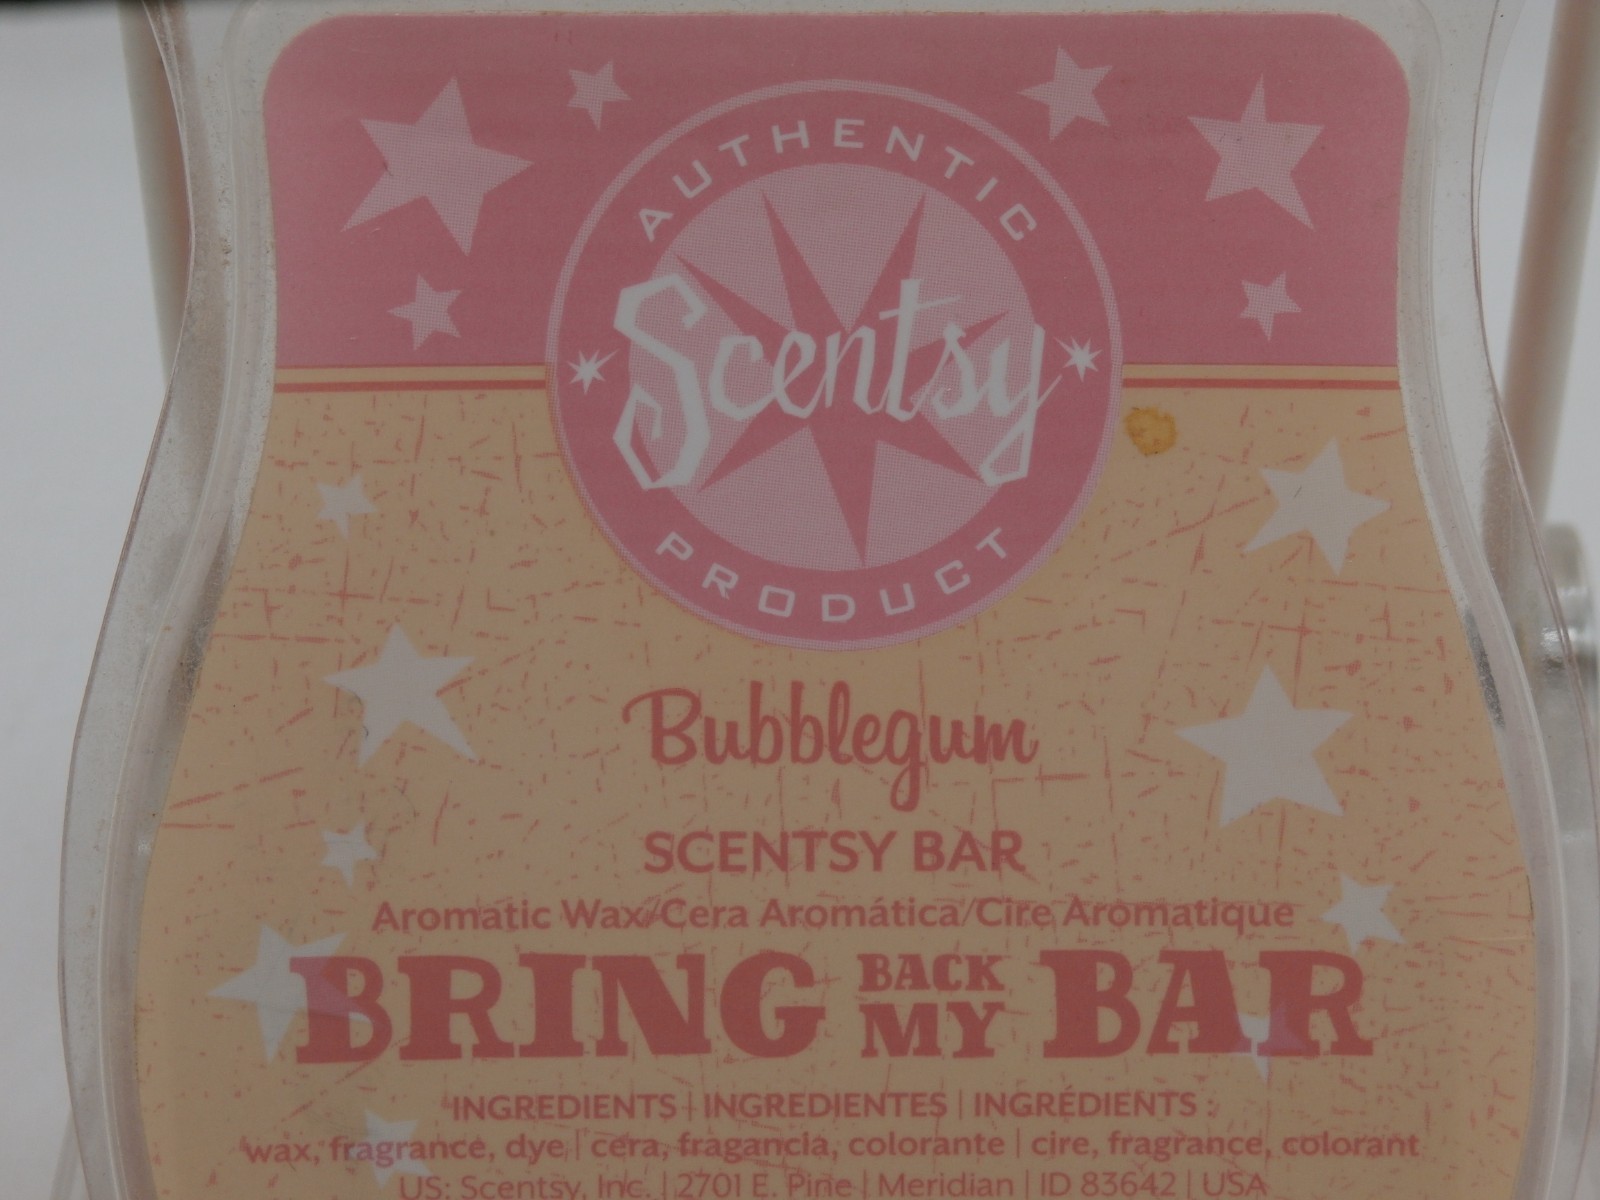 AUTHENTIC
Scentsy
PRODUCT
Bubblegum
SCENTSY BAR
Aromatic Wax/Cera Aromática/Cire Aromatique
BRING BACK MY BAR
INGREDIENTS | INGREDIENTES | INGRÉDIENTS :
wax, fragrance, dye | cera, fragancia, colorante | cire, fragrance, colorant
US: Scentsy, Inc. | 2701 E. Pine | Meridian | ID 83642 | USA